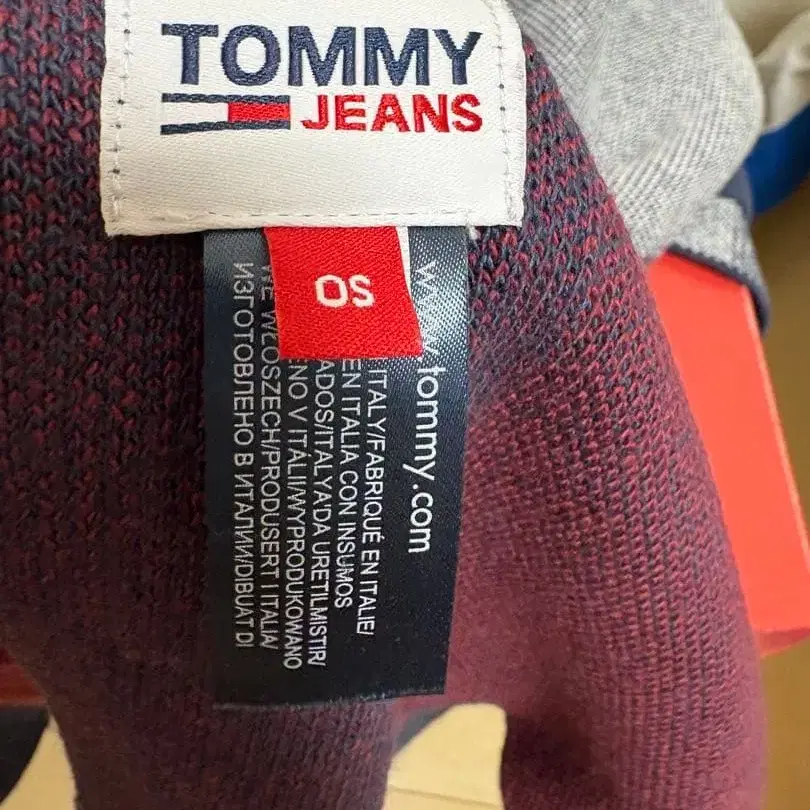 TOMMY
JEANS
OS
www.tommy.com
ITALY/FABRIQUÉ EN ITALIE/
EN ITALIA CON INSUMOS
ADOS/ITALYA'DA URETILMISTIR/
NO V ITÁLII/WYPRODUKOWANO
WE WŁOSZECH/PRODUSERT I ITALIA/
ИЗГОТОВЛЕНО В ИТАЛИИ/DIBUAT DI